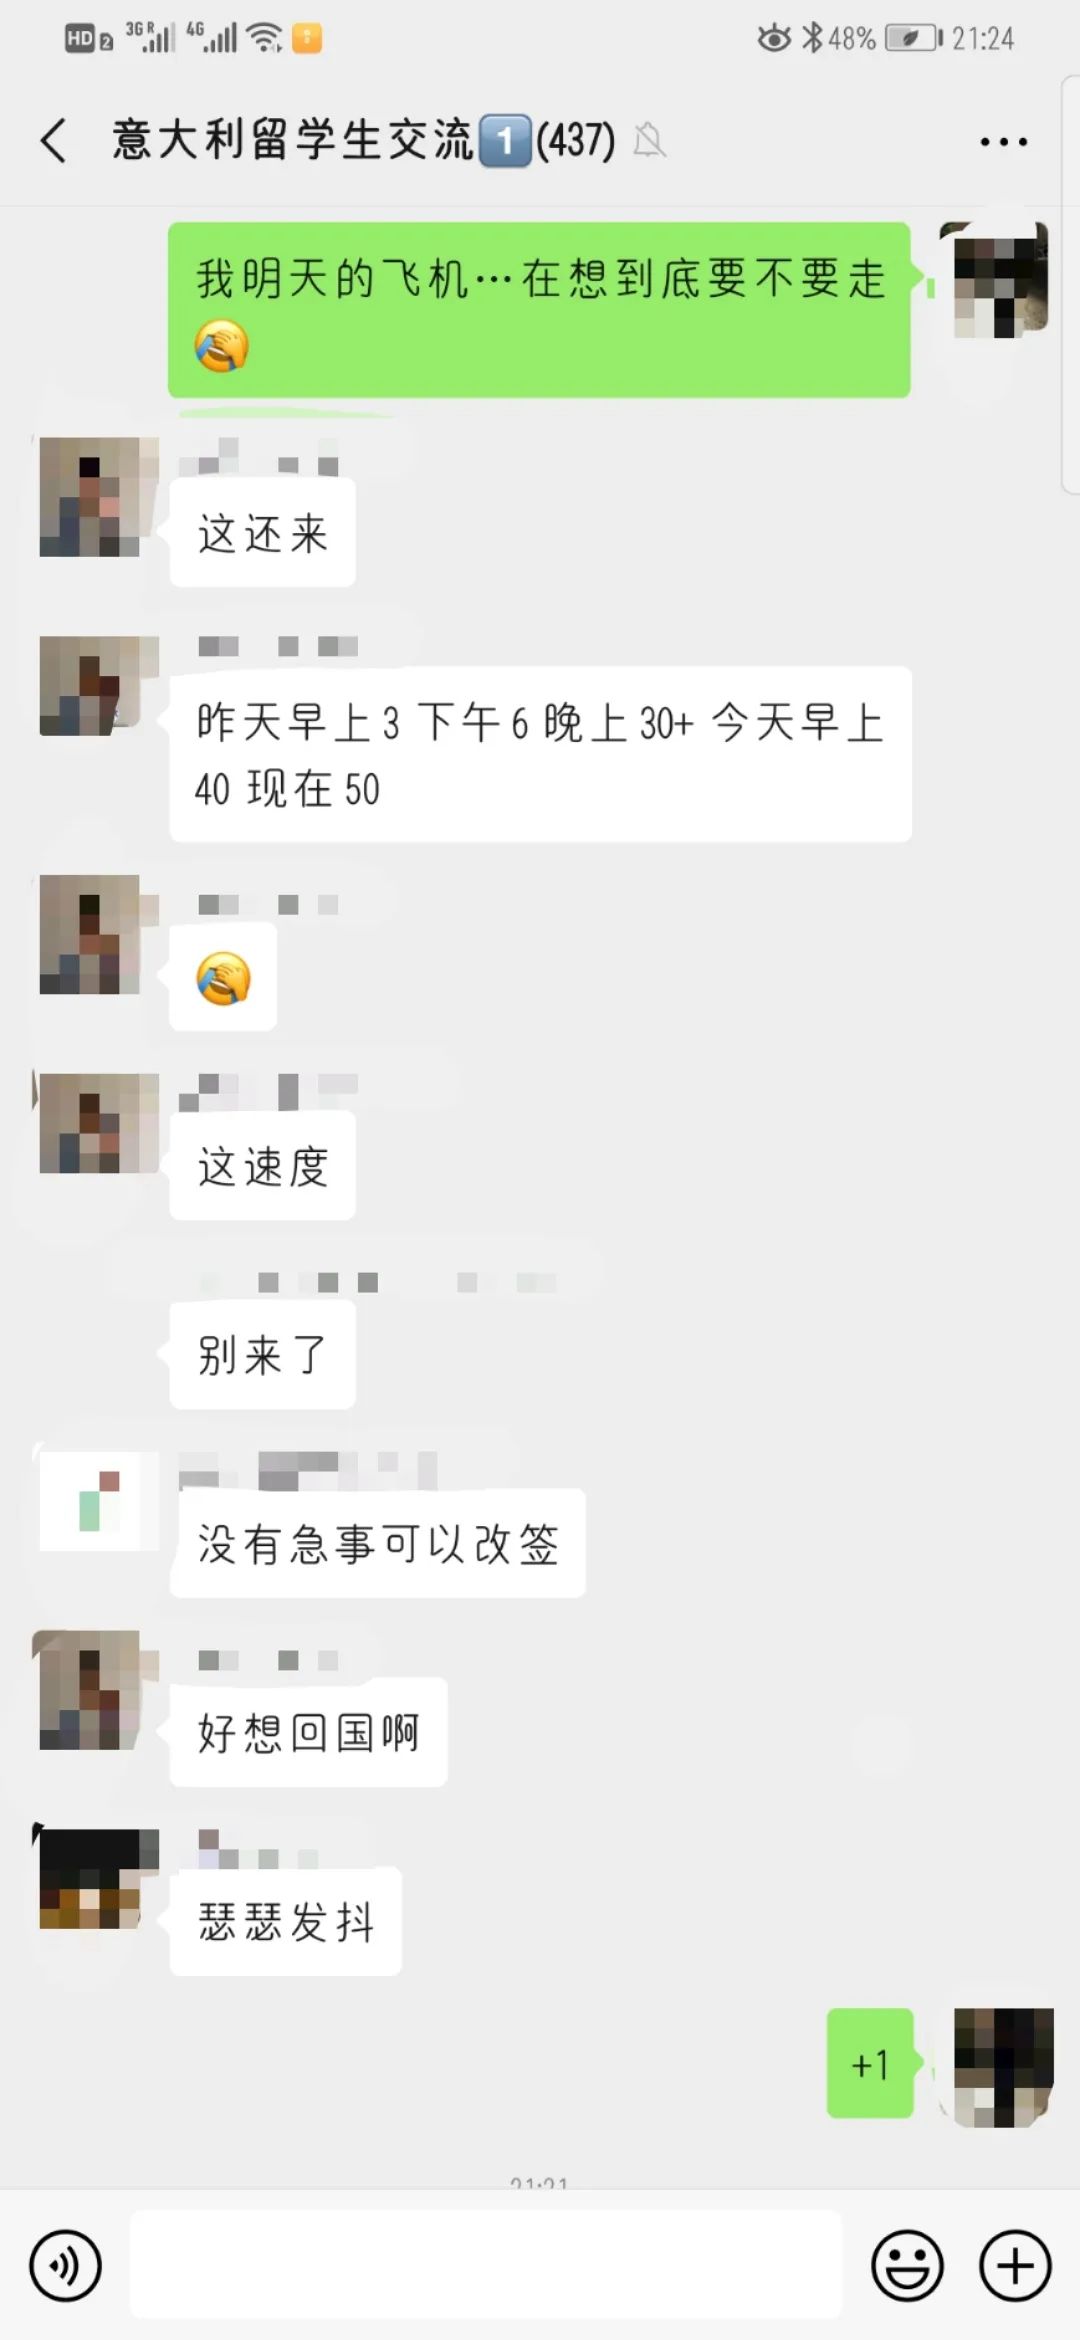 HD 2 3G R 4G 48% 21:24
意大利留学生交流1️⃣(437)
我明天的飞机…在想到底要不要走
🤦
这还来
昨天早上3 下午6 晚上30+ 今天早上
40 现在50
🤦
这速度
别来了
没有急事可以改签
好想回国啊
瑟瑟发抖
+1
21:21